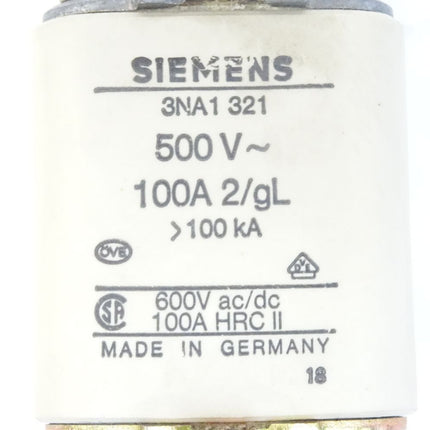 SIEMENS
3NA1 321
500 V~
100A 2/gL
>100 kA
ÖVE
600V ac/dc
100A HRC II
MADE IN GERMANY
18